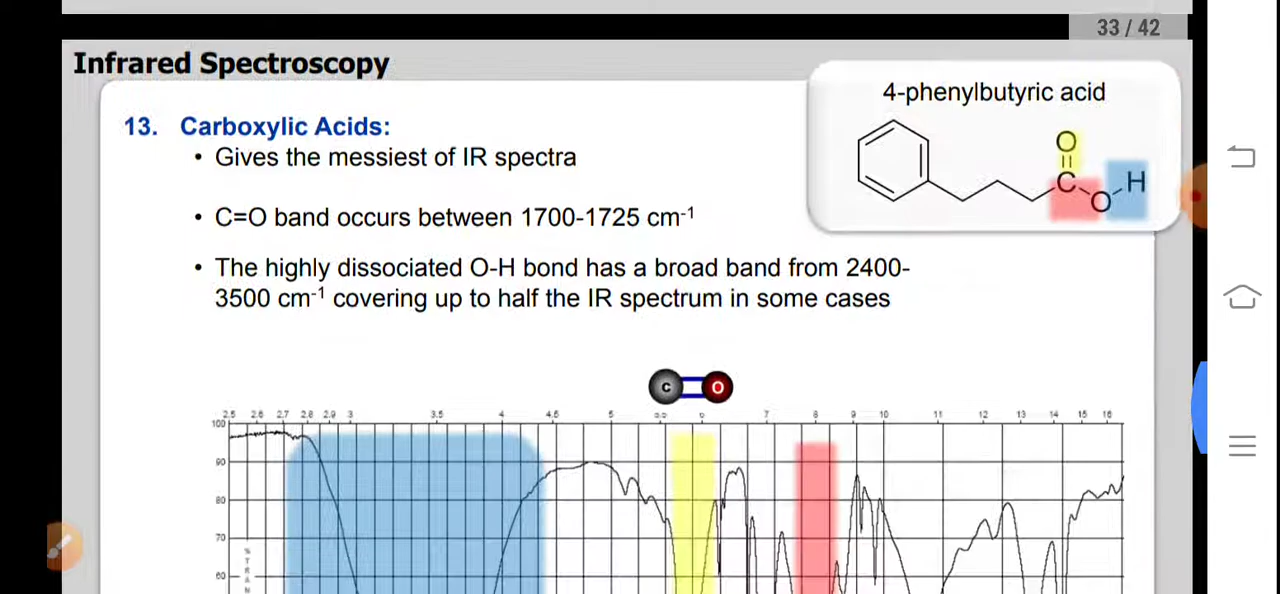 33 / 42
Infrared Spectroscopy
4-phenylbutyric acid
13. Carboxylic Acids:
• Gives the messiest of IR spectra
O
C
O
H
• C=O band occurs between 1700-1725 cm-1
• The highly dissociated O-H bond has a broad band from 2400-
3500 cm-1 covering up to half the IR spectrum in some cases
C O
2.5 2.6 2.7 2.8 2.9 3 3.5 4 4.5 5 6 7 8 9 10 11 12 13 14 15 16
100
90
80
70
60
%
T
R
A
N